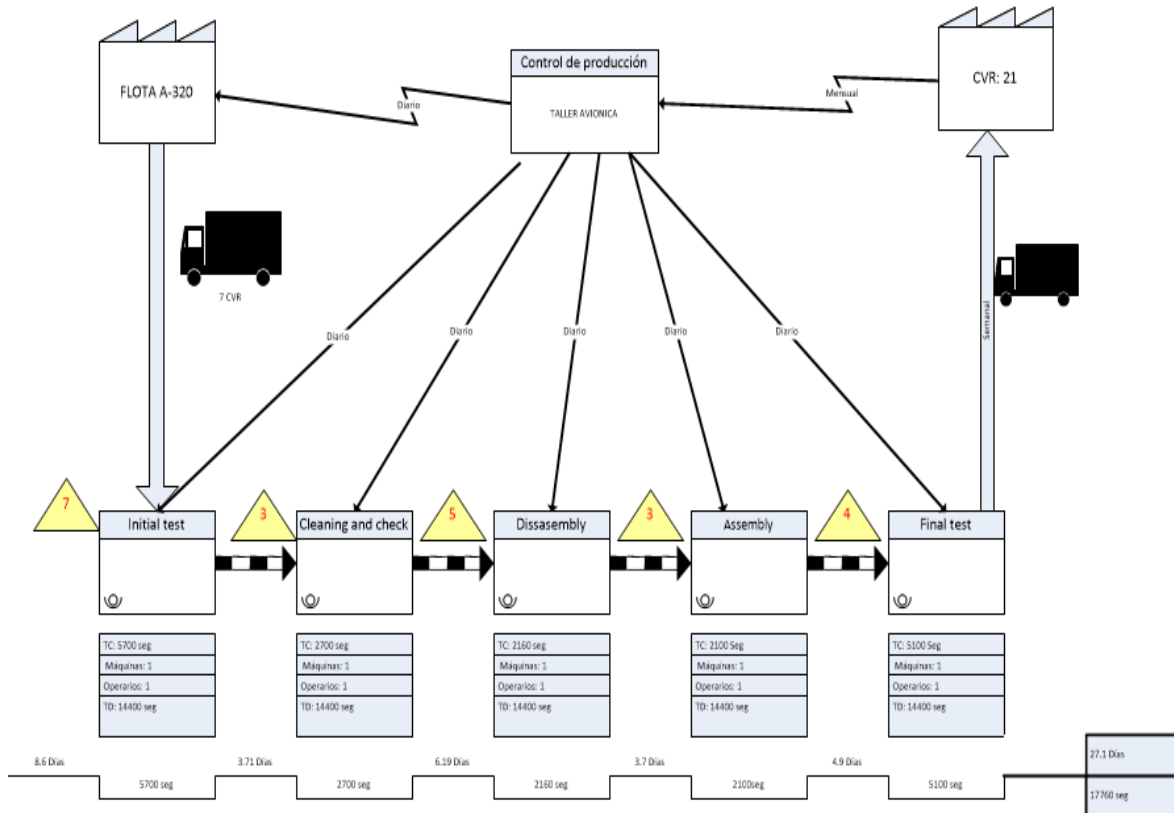 Control de producción
TALLER AVIONICA
FLOTA A-320
CVR: 21
Diario
Mensual
7 CVR
Semanal
Diario
Diario
Diario
Diario
Diario
7
3
5
3
4
Initial test
Cleaning and check
Dissasembly
Assembly
Final test
TC: 5700 seg
Máquinas: 1
Operarios: 1
TD: 14400 seg
TC: 2700 seg
Máquinas: 1
Operarios: 1
TD: 14400 seg
TC: 2160 seg
Máquinas: 1
Operarios: 1
TD: 14400 seg
TC: 2100 Seg
Máquinas: 1
Operarios: 1
TD: 14400 seg
TC: 5100 Seg
Máquinas: 1
Operarios: 1
TD: 14400 seg
8.6 Días
3.71 Días
6.19 Días
3.7 Días
4.9 Días
27.1 Días
5700 seg
2700 seg
2160 seg
2100seg
5100 seg
17760 seg